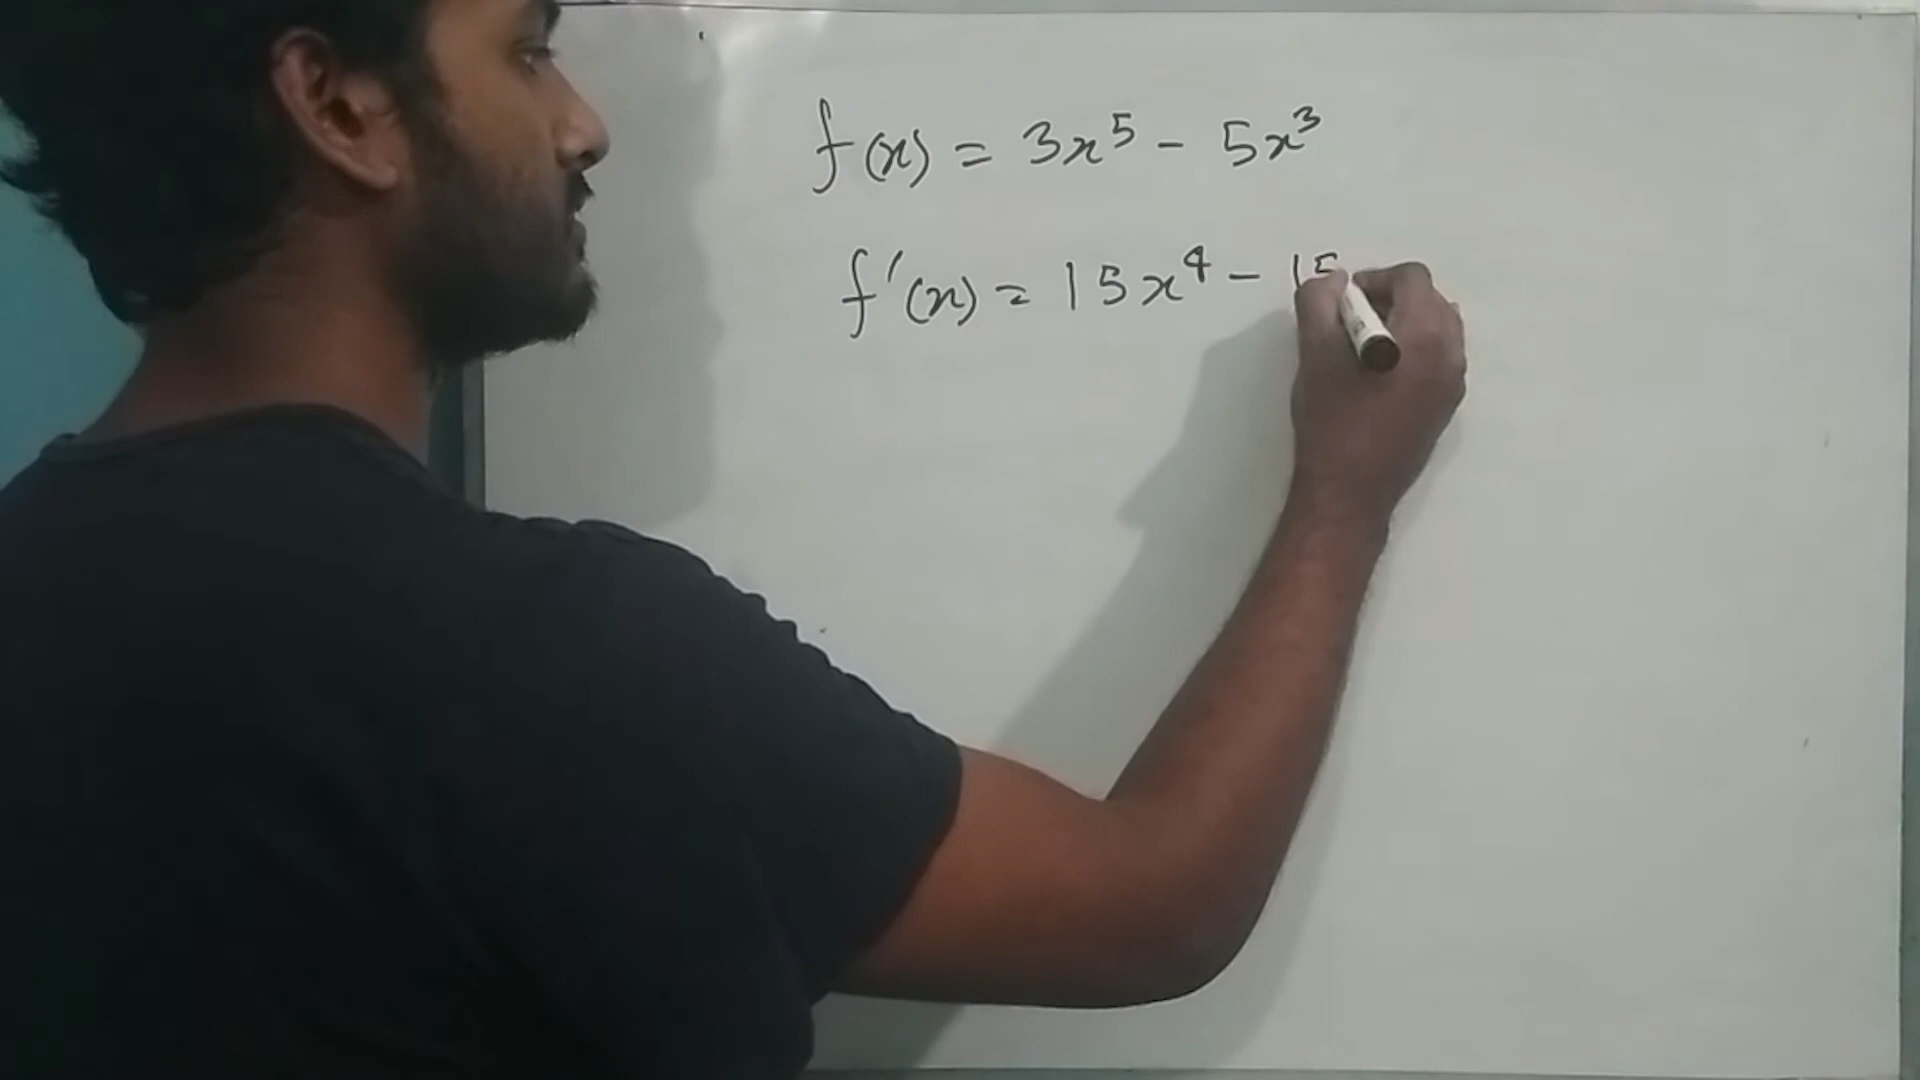 f(x) = 3x⁵ - 5x³
f'(x) = 15x⁴ - 15